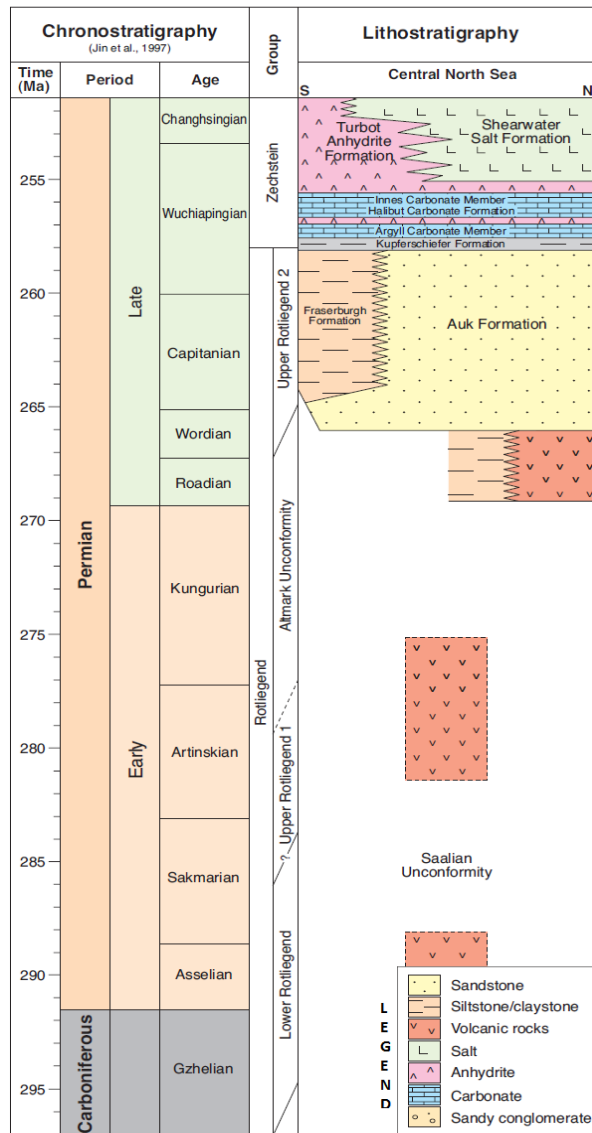 Chronostratigraphy
(Jin et al., 1997)
Group
Lithostratigraphy
Time
(Ma)
Period
Age
Central North Sea
S
N
Permian
Carboniferous
Late
Early
Changhsingian
Wuchiapingian
Capitanian
Wordian
Roadian
Kungurian
Artinskian
Sakmarian
Asselian
Gzhelian
255
260
265
270
275
280
285
290
295
Zechstein
Rotliegend
Upper Rotliegend 2
Altmark Unconformity
? Upper Rotliegend 1
Lower Rotliegend
Turbot
Anhydrite
Formation
Shearwater
Salt Formation
Innes Carbonate Member
Halibut Carbonate Formation
Argyll Carbonate Member
Kupferschiefer Formation
Fraserburgh
Formation
Auk Formation
Saalian
Unconformity
LEGEND
Sandstone
Siltstone/claystone
Volcanic rocks
Salt
Anhydrite
Carbonate
Sandy conglomerate